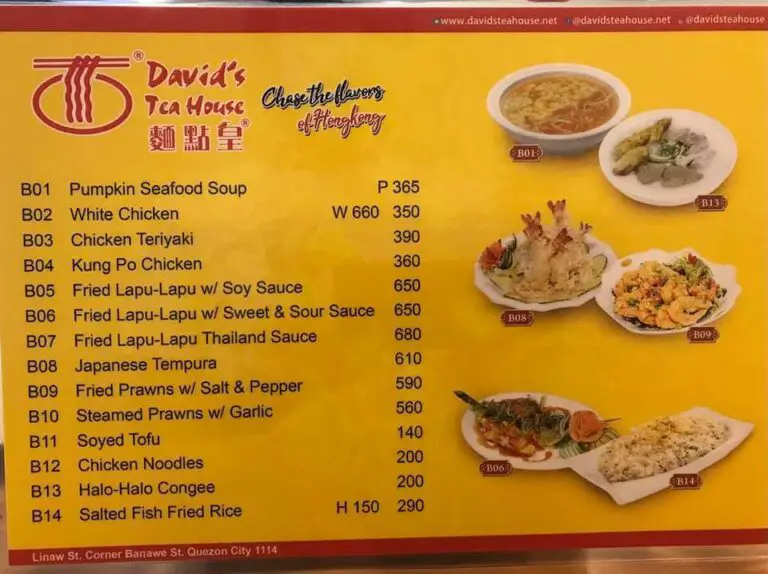 www.davidsteahouse.net @davidsteahouse.net @davidsteahouse
David's
Tea House
麵點皇
Chase the flavors
of Hongkong
B01 Pumpkin Seafood Soup P 365
B02 White Chicken W 660 350
B03 Chicken Teriyaki 390
B04 Kung Po Chicken 360
B05 Fried Lapu-Lapu w/ Soy Sauce 650
B06 Fried Lapu-Lapu w/ Sweet & Sour Sauce 650
B07 Fried Lapu-Lapu Thailand Sauce 680
B08 Japanese Tempura 610
B09 Fried Prawns w/ Salt & Pepper 590
B10 Steamed Prawns w/ Garlic 560
B11 Soyed Tofu 140
B12 Chicken Noodles 200
B13 Halo-Halo Congee 200
B14 Salted Fish Fried Rice H 150 290
B01
B13
B08
B09
B06
B14
Linaw St. Corner Banawe St. Quezon City 1114